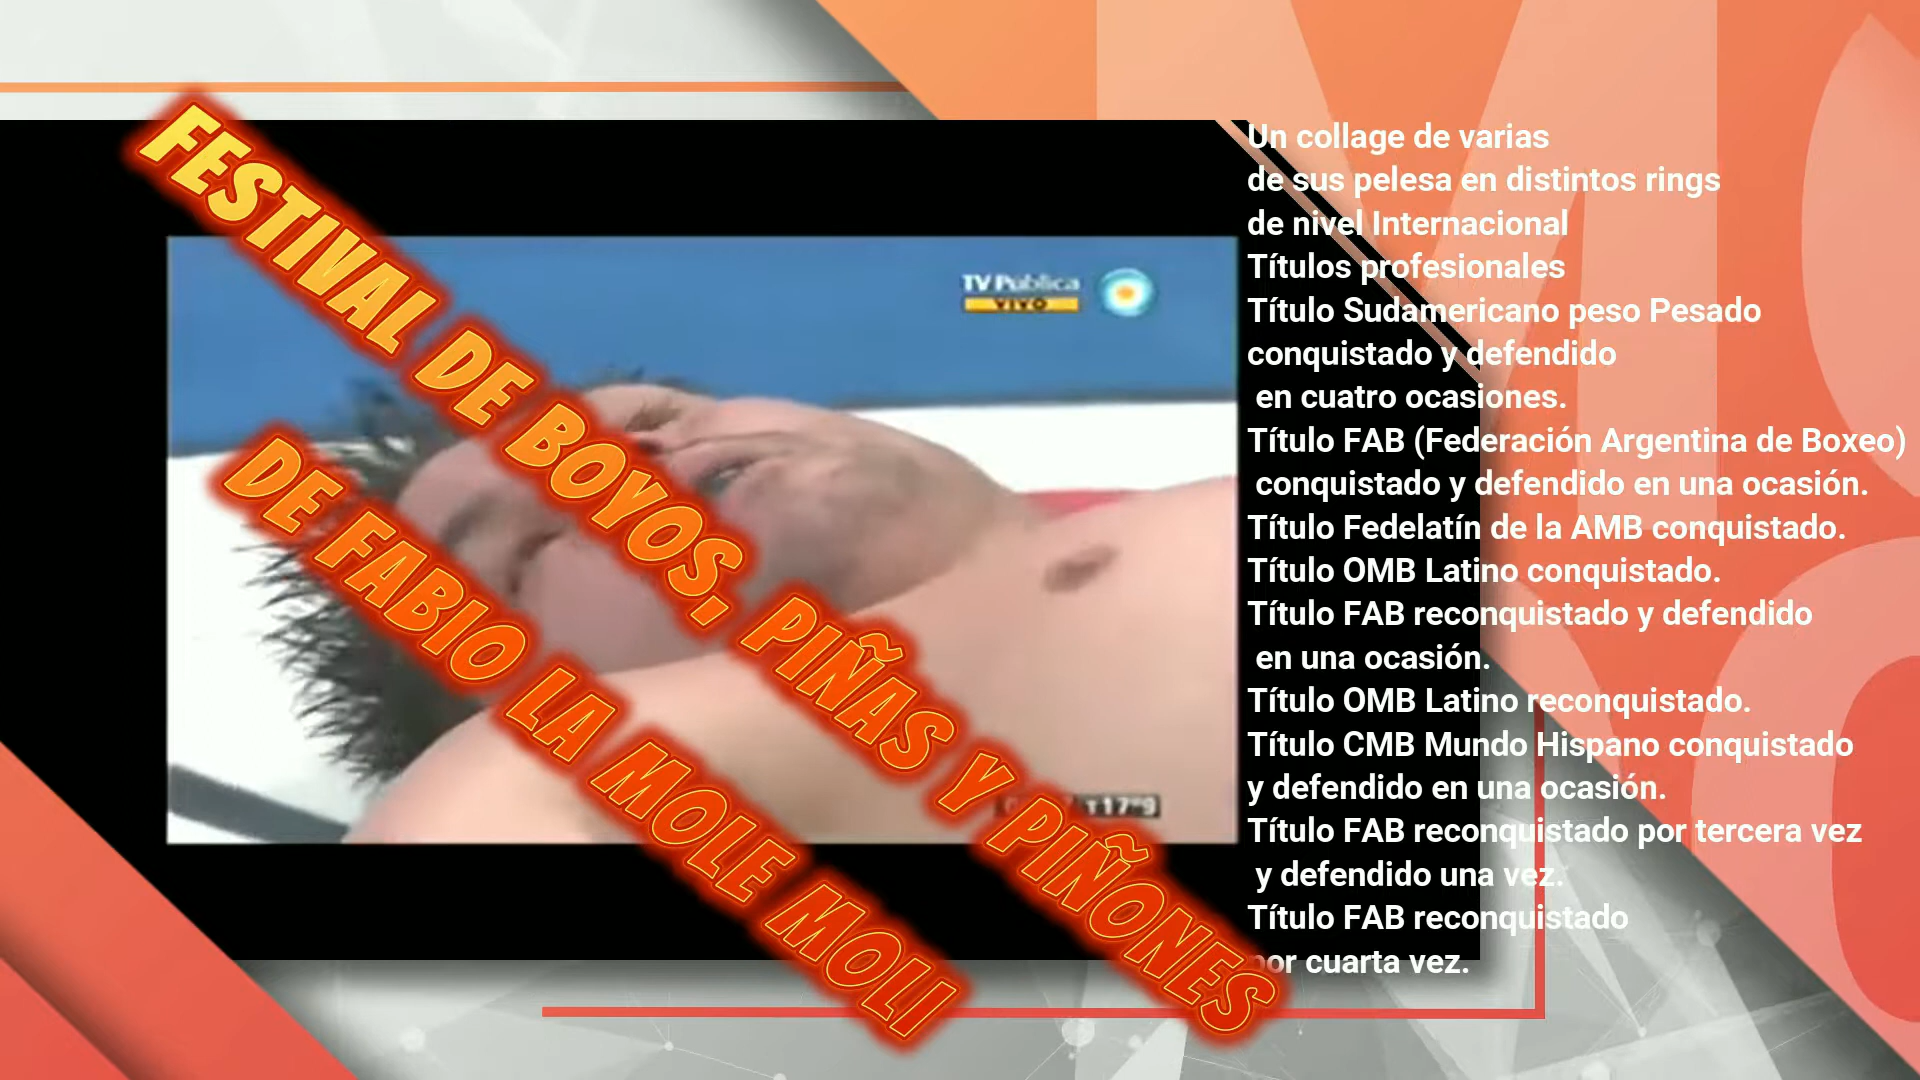 FESTIVAL DE BOYOS, PIÑAS Y PIÑONES
DE FABIO LA MOLE MOLI
TV Pública
VIVO
Un collage de varias
de sus pelesa en distintos rings
de nivel Internacional
Títulos profesionales
Título Sudamericano peso Pesado
conquistado y defendido
en cuatro ocasiones.
Título FAB (Federación Argentina de Boxeo)
conquistado y defendido en una ocasión.
Título Fedelatín de la AMB conquistado.
Título OMB Latino conquistado.
Título FAB reconquistado y defendido
en una ocasión.
Título OMB Latino reconquistado.
Título CMB Mundo Hispano conquistado
y defendido en una ocasión.
Título FAB reconquistado por tercera vez
y defendido una vez.
Título FAB reconquistado
por cuarta vez.